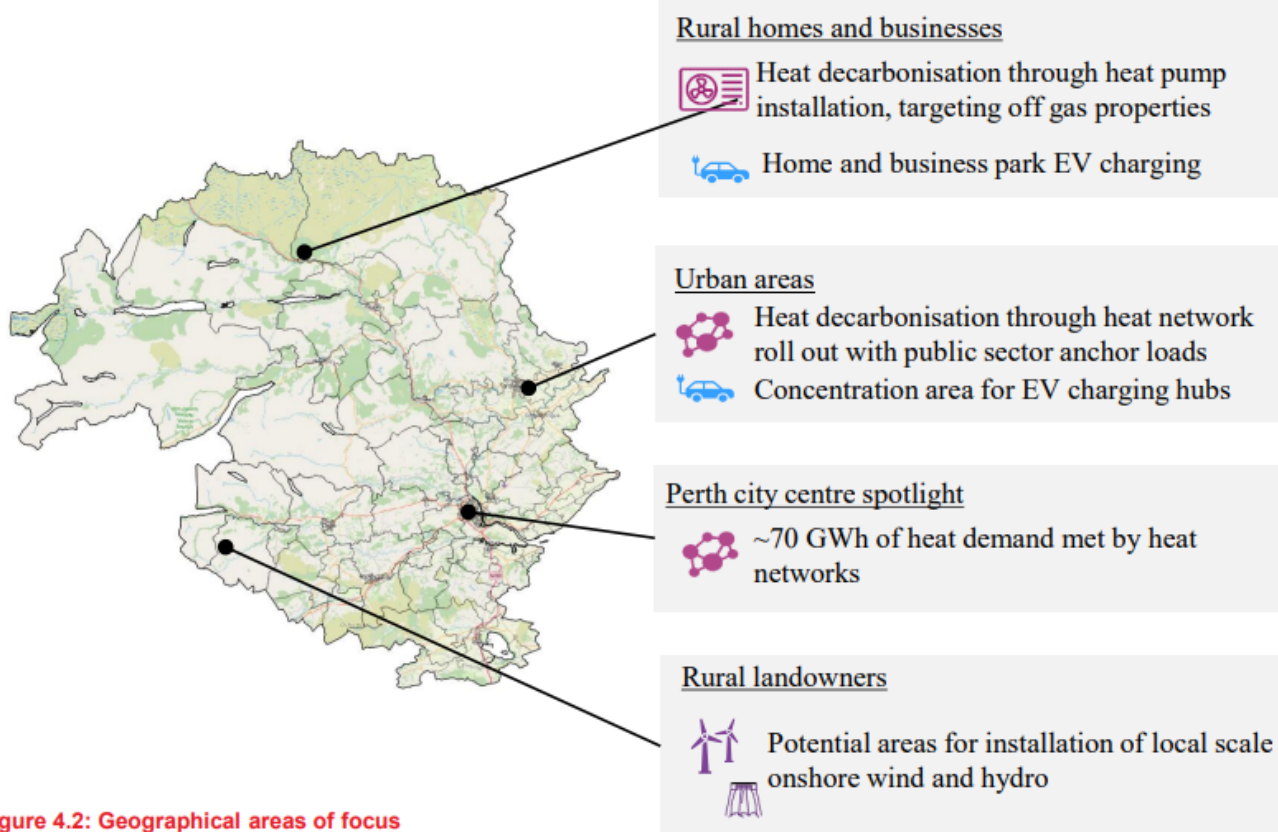 Rural homes and businesses
Heat decarbonisation through heat pump
installation, targeting off gas properties
Home and business park EV charging
Urban areas
Heat decarbonisation through heat network
roll out with public sector anchor loads
Concentration area for EV charging hubs
Perth city centre spotlight
~70 GWh of heat demand met by heat
networks
Rural landowners
Potential areas for installation of local scale
onshore wind and hydro
gure 4.2: Geographical areas of focus